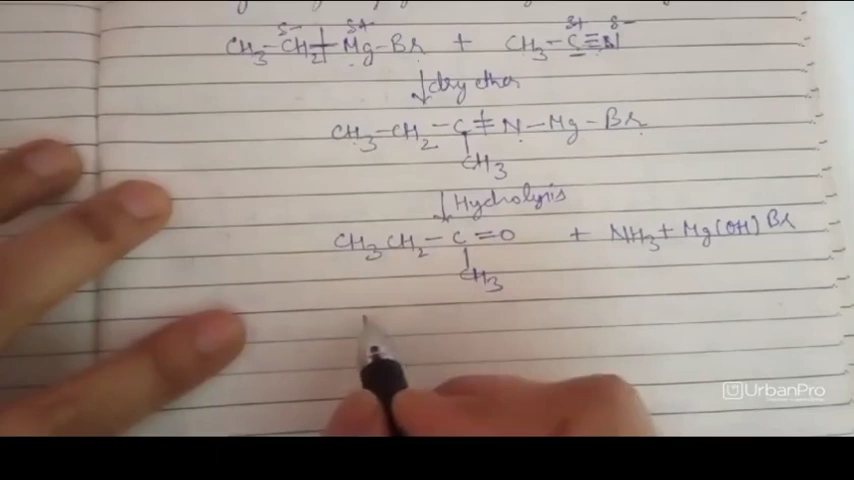 δ- δ+ δ+ δ-
CH3-CH2-Mg-Br + CH3-C≡N
↓dry ether
CH3-CH2-C=N-Mg-Br
CH3
↓Hydrolysis
CH3CH2-C=O + NH3+Mg(OH)Br
CH3
UrbanPro